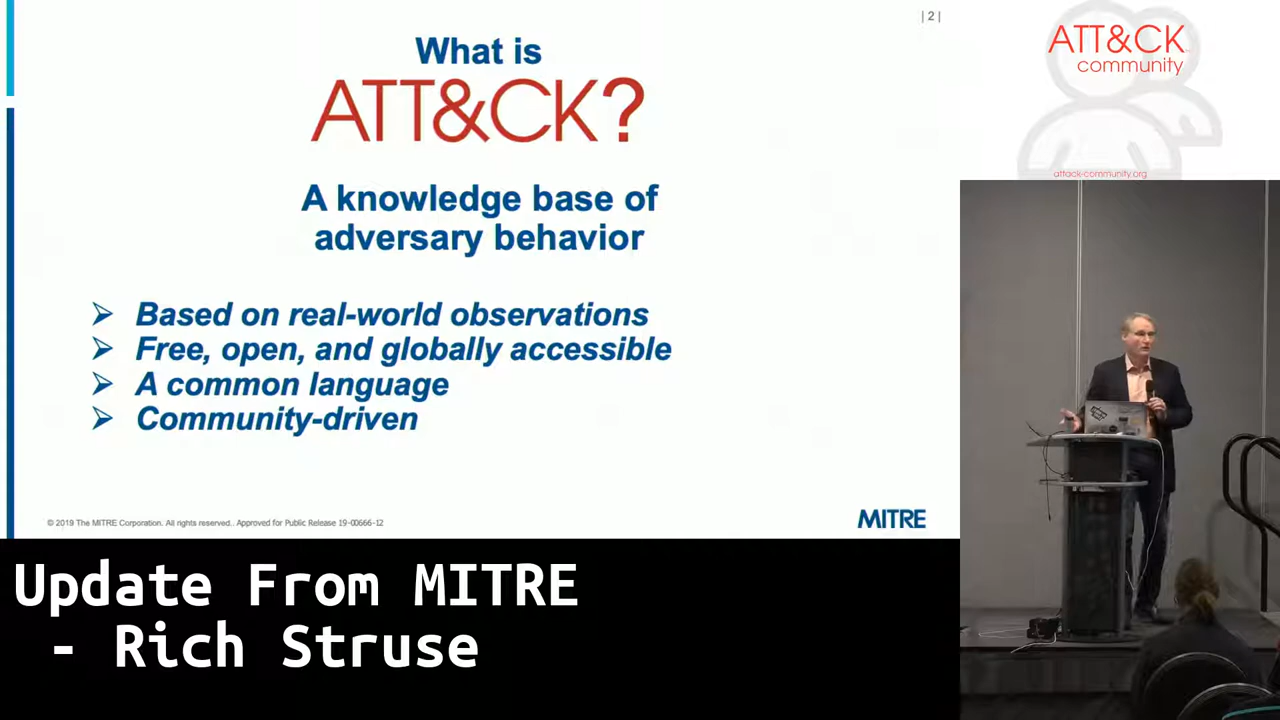 | 2 |
What is
ATT&CK?
A knowledge base of
adversary behavior
➢ Based on real-world observations
➢ Free, open, and globally accessible
➢ A common language
➢ Community-driven
© 2019 The MITRE Corporation. All rights reserved.. Approved for Public Release 19-00666-12
MITRE
ATT&CK
community
attack-community.org
Update From MITRE
- Rich Struse